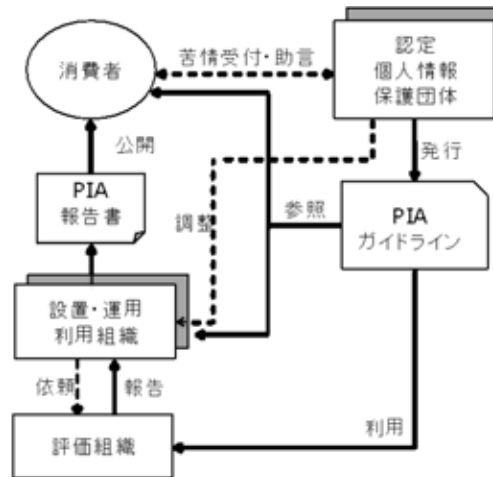 消費者
苦情受付・助言
認定
個人情報
保護団体
公開
発行
PIA
報告書
調整
参照
PIA
ガイドライン
設置・運用
利用組織
依頼
報告
利用
評価組織